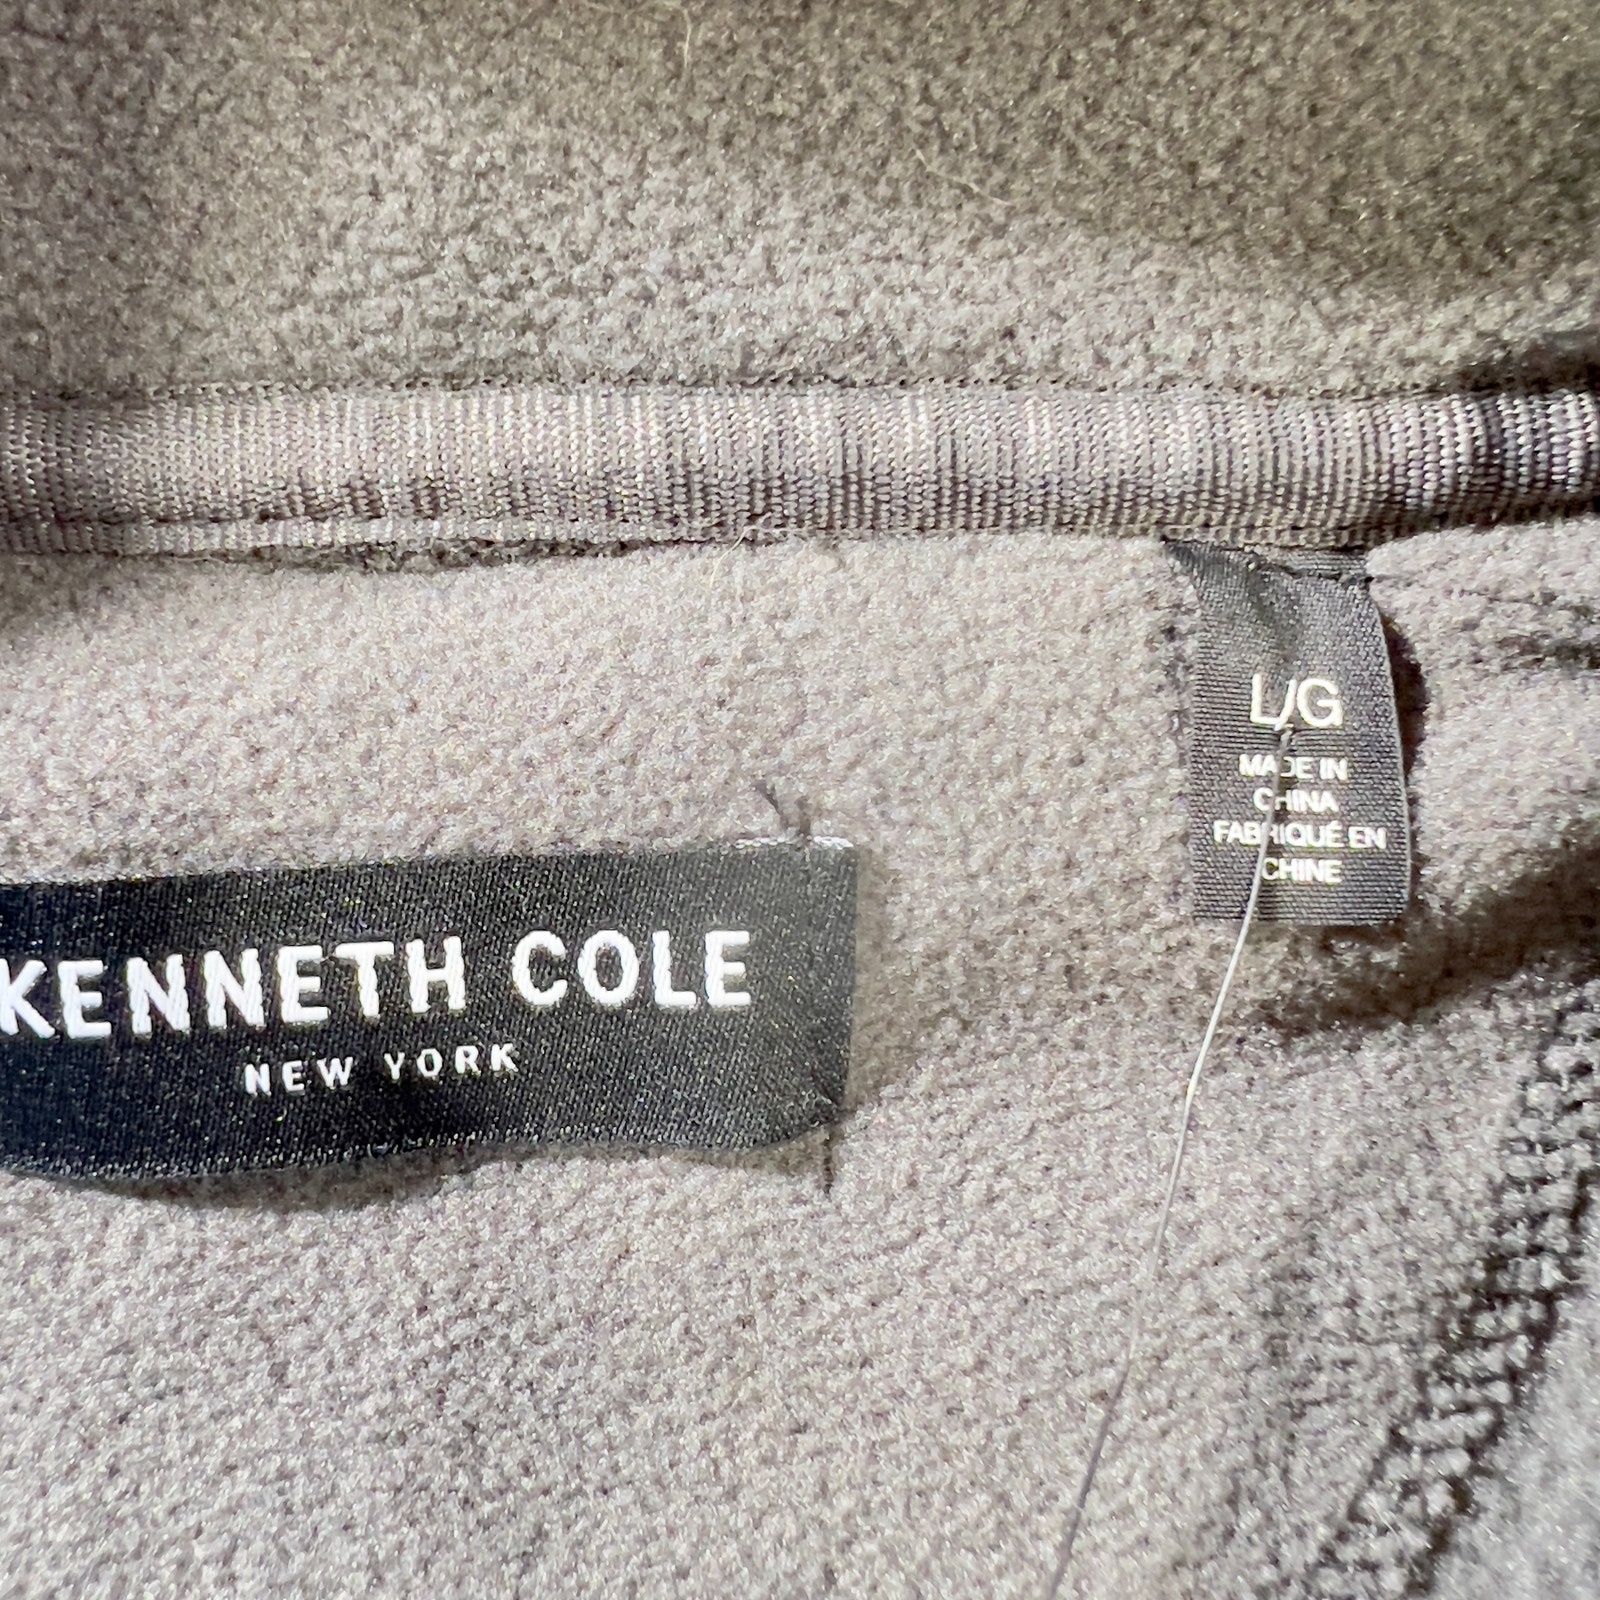 L/G
MADE IN
CHINA
FABRIQUÉ EN
CHINE
KENNETH COLE
NEW YORK